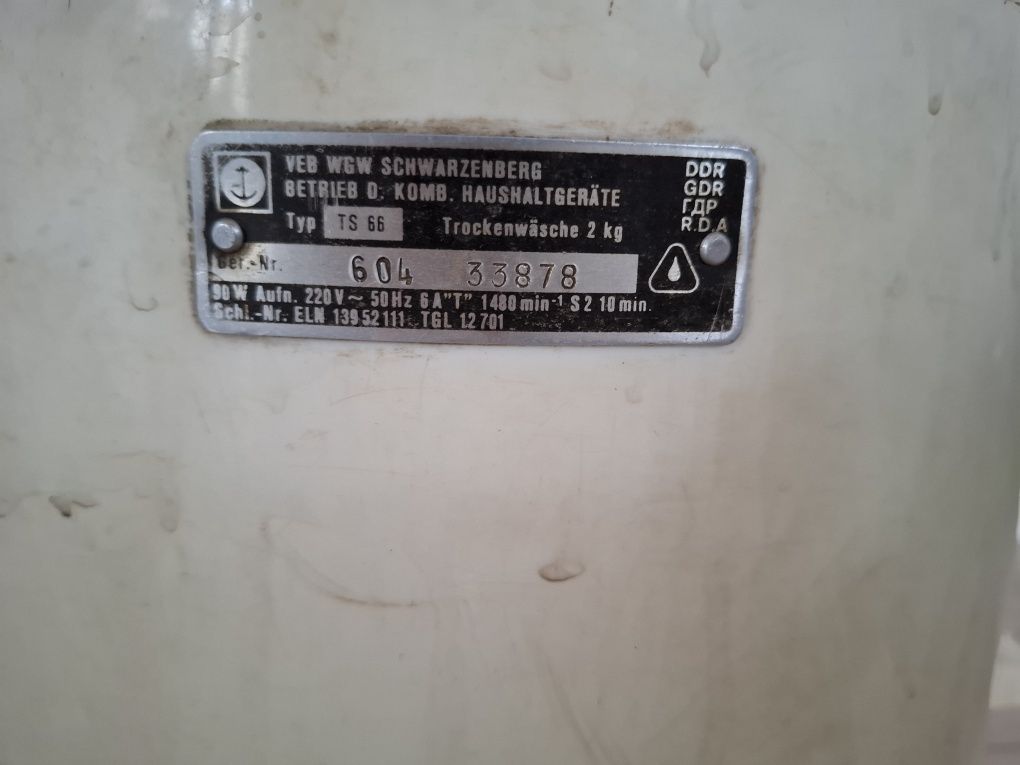 VEB WGW SCHWARZENBERG
BETRIEB D. KOMB. HAUSHALTGERÄTE
Typ TS 66 Trockenwäsche 2 kg
DDR
GDR
ГДР
R.D.A
Ger.-Nr. 604 33878
90 W Aufn. 220 V ~ 50 Hz 6 A "T" 1480 min⁻¹ S 2 10 min.
Schl.-Nr. ELN 139 52 111 TGL 12 701